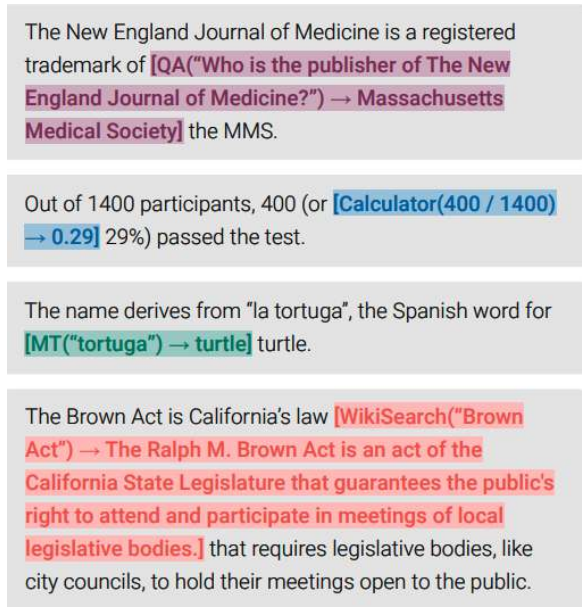 The New England Journal of Medicine is a registered
trademark of [QA(“Who is the publisher of The New
England Journal of Medicine?”) → Massachusetts
Medical Society] the MMS.
Out of 1400 participants, 400 (or [Calculator(400 / 1400)
→ 0.29] 29%) passed the test.
The name derives from “la tortuga”, the Spanish word for
[MT(“tortuga”) → turtle] turtle.
The Brown Act is California’s law [WikiSearch(“Brown
Act”) → The Ralph M. Brown Act is an act of the
California State Legislature that guarantees the public's
right to attend and participate in meetings of local
legislative bodies.] that requires legislative bodies, like
city councils, to hold their meetings open to the public.